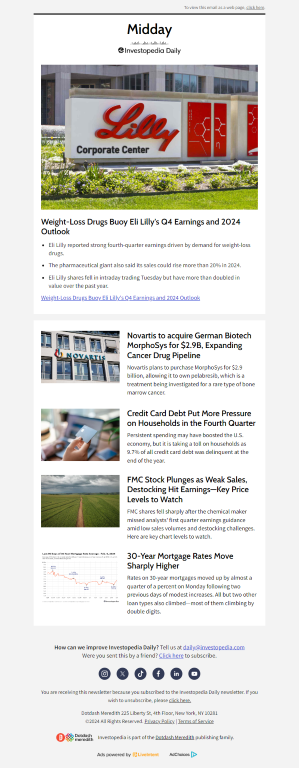 To view this email as a web page, click here.
Midday
Investopedia Daily
Lilly
Corporate Center
Weight-Loss Drugs Buoy Eli Lilly's Q4 Earnings and 2024
Outlook
Eli Lilly reported strong fourth-quarter earnings driven by demand for weight-loss
drugs.
The pharmaceutical giant also said its sales could rise more than 20% in 2024.
Eli Lilly shares fell in intraday trading Tuesday but have more than doubled in
value over the past year.
Weight-Loss Drugs Buoy Eli Lilly's Q4 Earnings and 2024 Outlook
NOVARTIS
Novartis to acquire German Biotech
MorphoSys for $2.9B, Expanding
Cancer Drug Pipeline
Novartis plans to purchase MorphoSys for $2.9
billion, allowing it to own pelabresib, which is a
treatment being investigated for a rare type of bone
marrow cancer.
Credit Card Debt Put More Pressure
on Households in the Fourth Quarter
Persistent spending may have boosted the U.S.
economy, but it is taking a toll on households as
9.7% of all credit card debt was delinquent at the
end of the year.
FMC Stock Plunges as Weak Sales,
Destocking Hit Earnings—Key Price
Levels to Watch
FMC shares fell sharply after the chemical maker
missed analysts' first quarter earnings guidance
amid low sales volumes and destocking challenges.
Here are key chart levels to watch.
30-Year Mortgage Rates Move
Sharply Higher
Rates on 30-year mortgages moved up by almost a
quarter of a percent on Monday following two
previous days of modest increases. All but two other
loan types also climbed—most of them climbing by
double digits.
How can we improve Investopedia Daily? Tell us at daily@investopedia.com
Were you sent this by a friend? Click here to subscribe.
You are receiving this newsletter because you subscribed to the Investopedia Daily newsletter. If you
wish to unsubscribe, please click here.
Dotdash Meredith 225 Liberty St, 4th Floor, New York, NY 10281
©2024 All Rights Reserved. Privacy Policy | Terms of Service
Dotdash
meredith
Investopedia is part of the Dotdash Meredith publishing family.
Ads powered by
liveintent
AdChoices